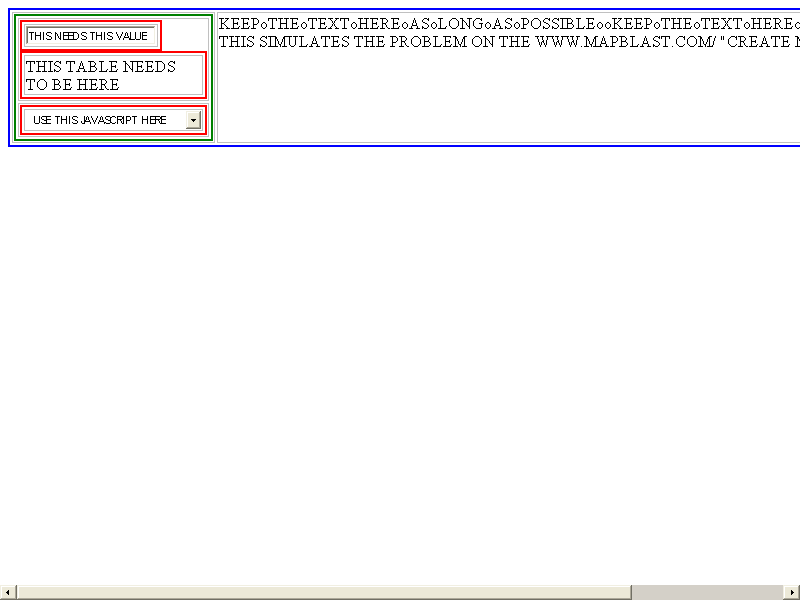 THIS NEEDS THIS VALUE
THIS TABLE NEEDS
TO BE HERE
USE THIS JAVASCRIPT HERE
KEEPoTHEoTEXToHEREoASoLONGoASoPOSSIBLEooKEEPoTHEoTEXToHEREo
THIS SIMULATES THE PROBLEM ON THE WWW.MAPBLAST.COM/ "CREATE